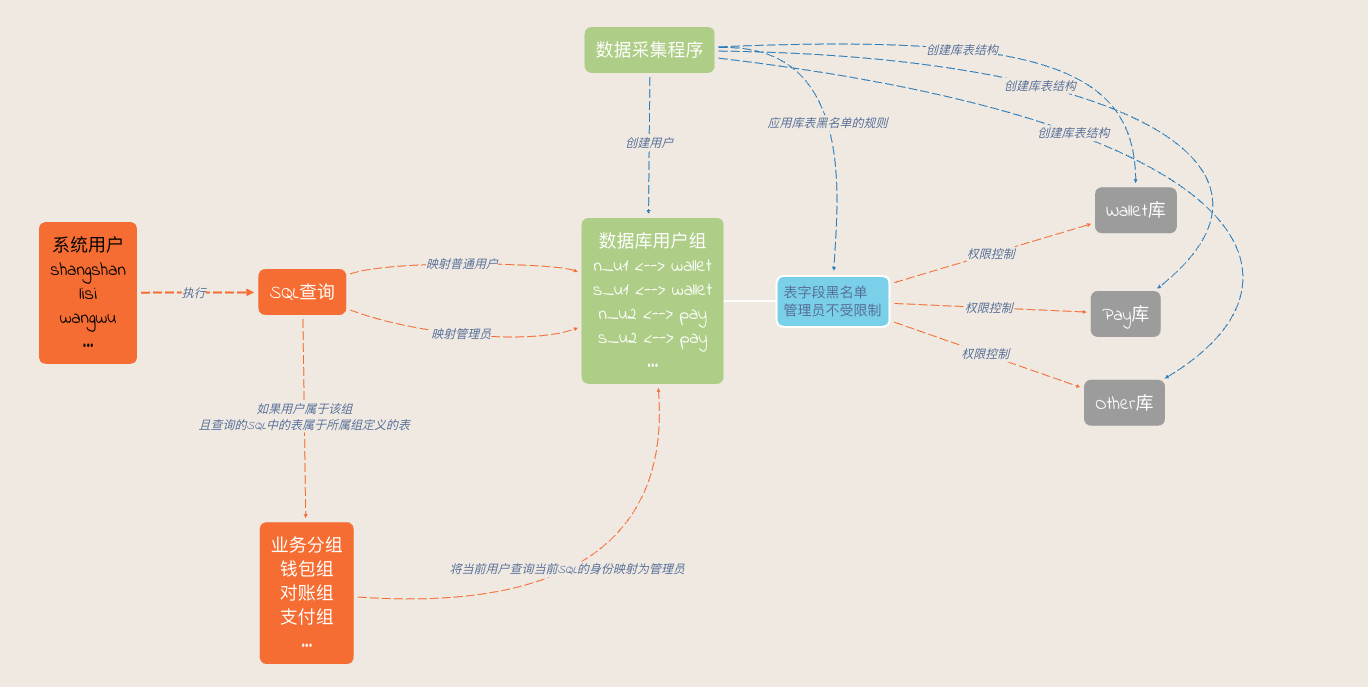 数据采集程序
创建库表结构
创建库表结构
应用库表黑名单的规则
创建库表结构
创建用户
Wallet库
系统用户
shangshan
lisi
wangwu
...
执行
SQL查询
映射普通用户
映射管理员
数据库用户组
n_u1 <--> wallet
s_u1 <--> wallet
n_u2 <--> pay
s_u2 <--> pay
...
表字段黑名单
管理员不受限制
权限控制
权限控制
权限控制
Pay库
Other库
如果用户属于该组
且查询的SQL中的表属于所属组定义的表
业务分组
钱包组
对账组
支付组
...
将当前用户查询当前SQL的身份映射为管理员